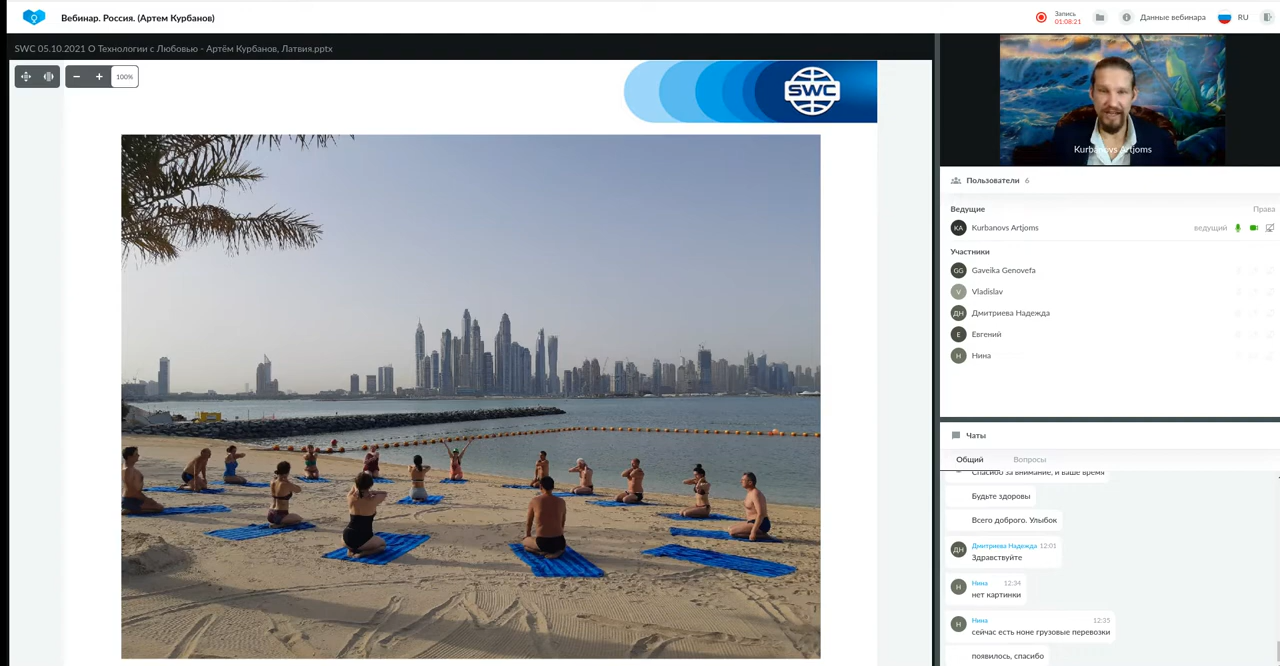 Вебинар. Россия. (Артем Курбанов)
Запись
01:08:21
Данные вебинара
RU
SWC 05.10.2021 О Технологии с Любовью - Артём Курбанов, Латвия.pptx
100%
SWC
Kurbanovs Artjoms
Пользователи 6
Ведущие Права
KA Kurbanovs Artjoms ведущий
Участники
GG Gaveika Genovefa
V Vladislav
ДН Дмитриева Надежда
Е Евгений
Н Нина
Чаты
Общий Вопросы
Спасибо за внимание, и ваше время
Будьте здоровы
Всего доброго. Улыбок
ДН Дмитриева Надежда 12:01
Здравствуйте
Н Нина 12:34
нет картинки
Н Нина 12:35
сейчас есть ноне грузовые перевозки
появилось, спасибо